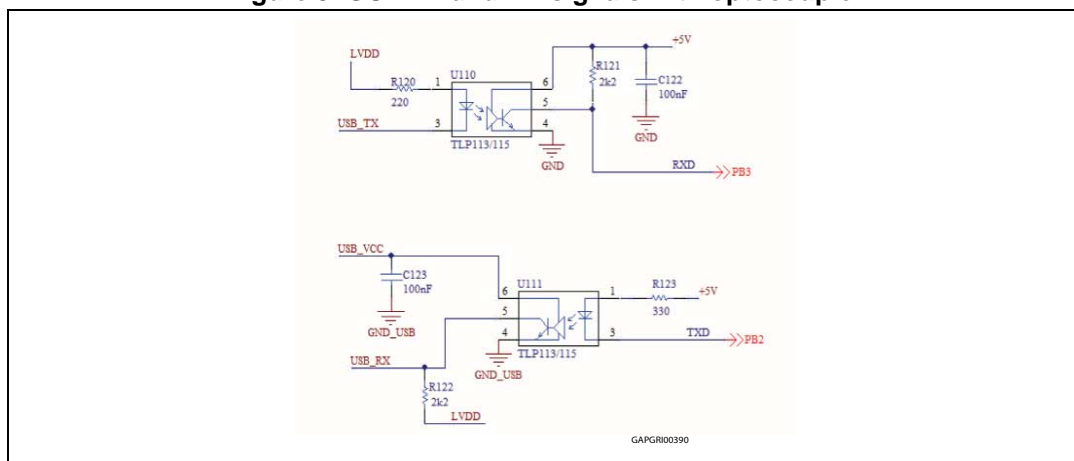 LVDD
R120
220
USB_TX
1
3
U110
TLP113/115
6
5
4
GND
R121
2k2
+5V
C122
100nF
GND
RXD
PB3
USB_VCC
C123
100nF
GND_USB
USB_RX
R122
2k2
LVDD
6
5
4
GND_USB
U111
TLP113/115
1
3
R123
330
+5V
TXD
PB2
GAPGRI00390